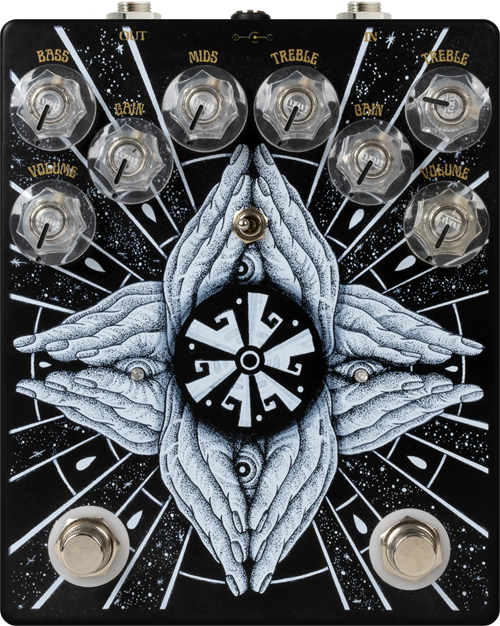 OUT
IN
BASS
MIDS
TREBLE
TREBLE
GAIN
GAIN
VOLUME
VOLUME